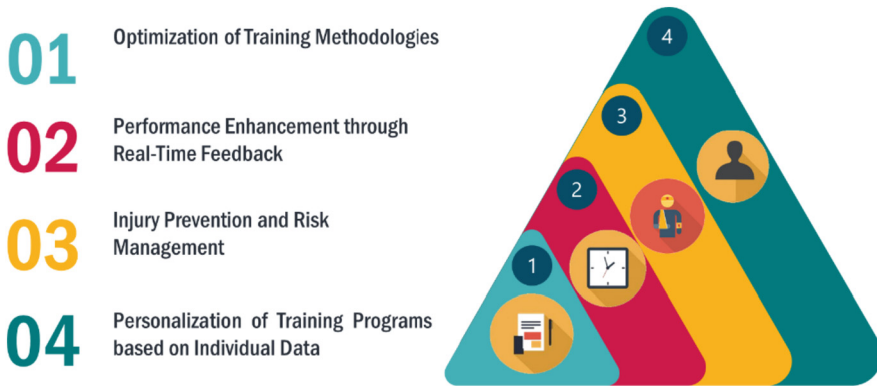 01
Optimization of Training Methodologies
02
Performance Enhancement through
Real-Time Feedback
03
Injury Prevention and Risk
Management
04
Personalization of Training Programs
based on Individual Data
4
3
2
1